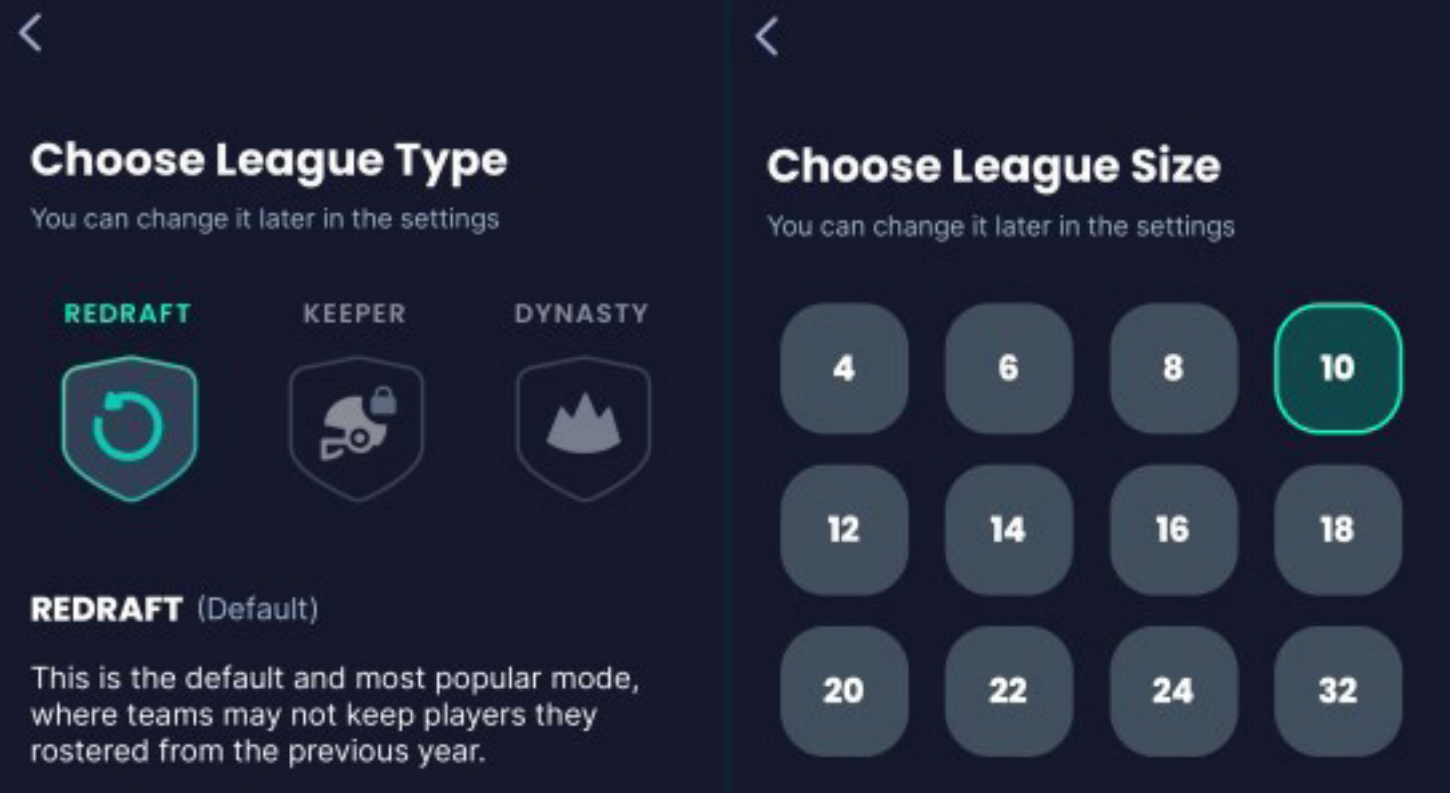 Choose League Type
You can change it later in the settings
REDRAFT KEEPER DYNASTY
REDRAFT (Default)
This is the default and most popular mode,
where teams may not keep players they
rostered from the previous year.
Choose League Size
You can change it later in the settings
4 6 8 10
12 14 16 18
20 22 24 32